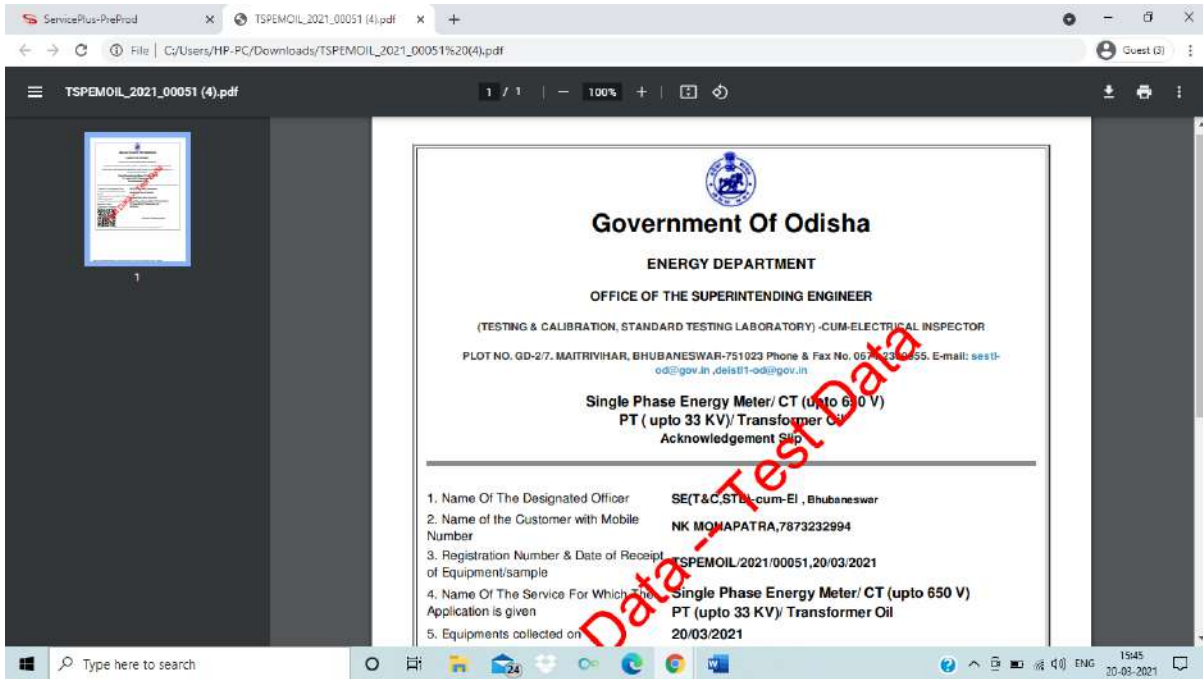 ServicePlus-PreProd
TSPEMOIL_2021_00051 (4).pdf
File | C:/Users/HP-PC/Downloads/TSPEMOIL_2021_00051%20(4).pdf
Guest (3)
TSPEMOIL_2021_00051 (4).pdf
1 / 1
100%
1
Government Of Odisha
ENERGY DEPARTMENT
OFFICE OF THE SUPERINTENDING ENGINEER
(TESTING & CALIBRATION, STANDARD TESTING LABORATORY) -CUM-ELECTRICAL INSPECTOR
PLOT NO. GD-2/7. MAITRIVIHAR, BHUBANESWAR-751023 Phone & Fax No. E-mail: sestl-
od@gov.in ,deistl1-od@gov.in
Single Phase Energy Meter/ CT (upto 650 V)
PT ( upto 33 KV)/ Transformer Oil
Acknowledgement Slip
1. Name Of The Designated Officer SE(T&C,STL)-cum-EI , Bhubaneswar
2. Name of the Customer with Mobile
Number
NK MOHAPATRA,7873232994
3. Registration Number & Date of Receipt
of Equipment/sample
TSPEMOIL/2021/00051,20/03/2021
4. Name Of The Service For Which The
Application is given
Single Phase Energy Meter/ CT (upto 650 V)
PT (upto 33 KV)/ Transformer Oil
5. Equipments collected on 20/03/2021
Data -- Test Data
Type here to search
24
ENG
15:45
20-03-2021